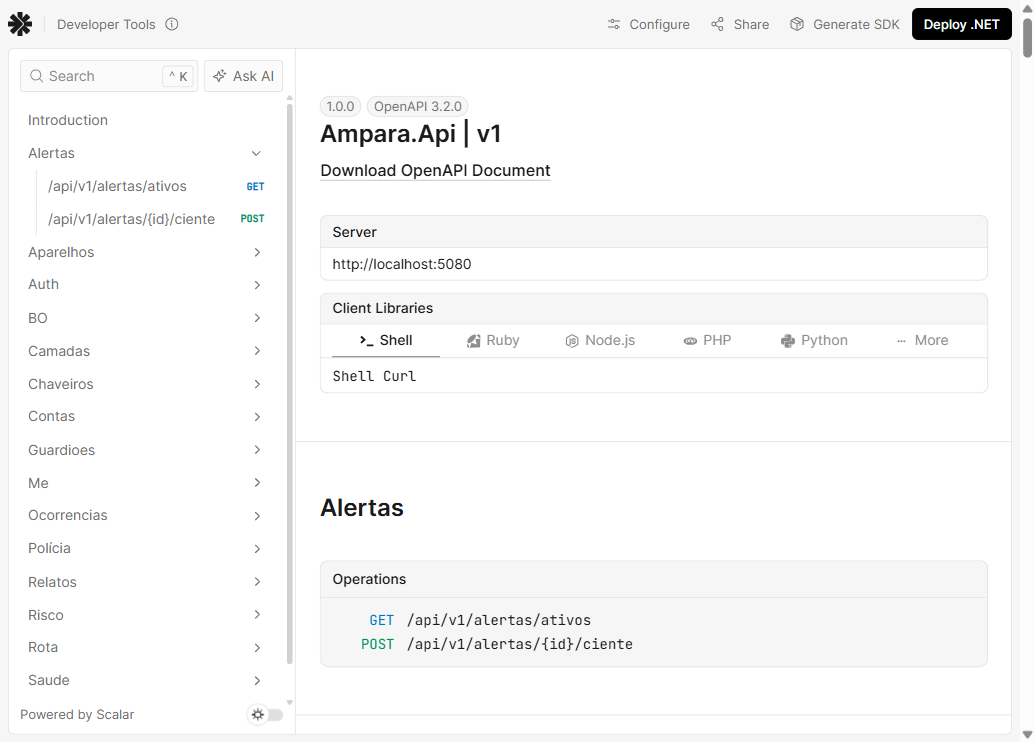 Developer Tools
Configure
Share
Generate SDK
Deploy .NET
Search
^ K
Ask AI
Introduction
Alertas
/api/v1/alertas/ativos GET
/api/v1/alertas/{id}/ciente POST
Aparelhos
Auth
BO
Camadas
Chaveiros
Contas
Guardioes
Me
Ocorrencias
Polícia
Relatos
Risco
Rota
Saude
Powered by Scalar
1.0.0 OpenAPI 3.2.0
Ampara.Api | v1
Download OpenAPI Document
Server
http://localhost:5080
Client Libraries
Shell Ruby Node.js PHP Python More
Shell Curl
Alertas
Operations
GET /api/v1/alertas/ativos
POST /api/v1/alertas/{id}/ciente